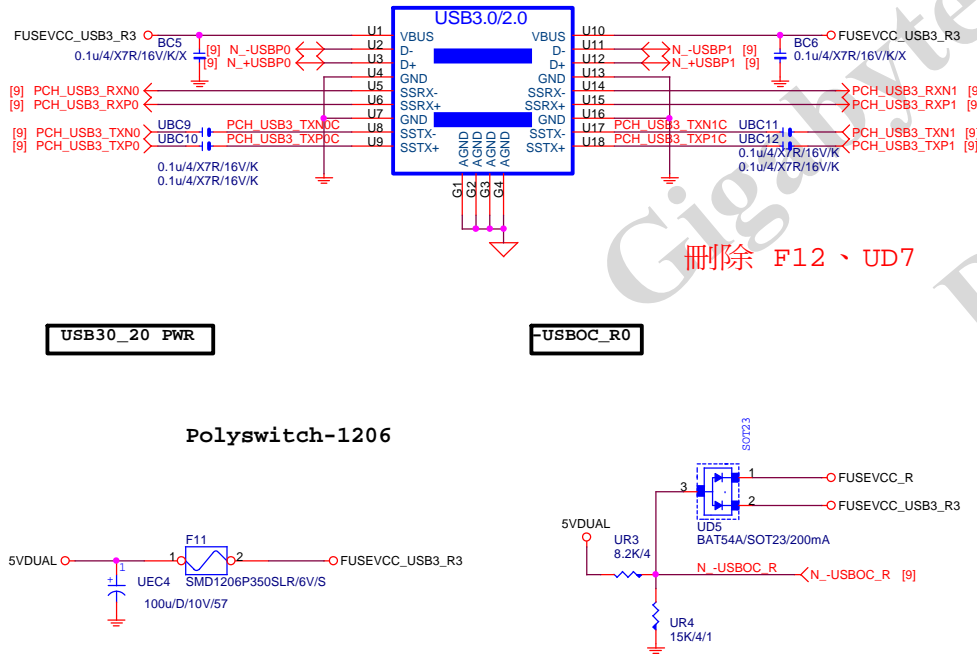 USB3.0/2.0
FUSEVCC_USB3_R3
BC5
0.1u/4/X7R/16V/K/X
[9] N_-USBP0
[9] N_+USBP0
U1 VBUS
U2 D-
U3 D+
U4 GND
U5 SSRX-
U6 SSRX+
U7 GND
U8 SSTX-
U9 SSTX+
U10 VBUS
U11 D-
U12 D+
U13 GND
U14 SSRX-
U15 SSRX+
U16 GND
U17 SSTX-
U18 SSTX+
AGND AGND AGND AGND
G1 G2 G3 G4
N_-USBP1 [9]
N_+USBP1 [9]
BC6
0.1u/4/X7R/16V/K/X
FUSEVCC_USB3_R3
[9] PCH_USB3_RXN0
[9] PCH_USB3_RXP0
[9] PCH_USB3_TXN0 UBC9 PCH_USB3_TXN0C
[9] PCH_USB3_TXP0 UBC10 PCH_USB3_TXP0C
0.1u/4/X7R/16V/K
0.1u/4/X7R/16V/K
PCH_USB3_RXN1 [9]
PCH_USB3_RXP1 [9]
PCH_USB3_TXN1C UBC11 PCH_USB3_TXN1 [9]
PCH_USB3_TXP1C UBC12 PCH_USB3_TXP1 [9]
0.1u/4/X7R/16V/K
0.1u/4/X7R/16V/K
Gigabyte
刪除 F12、UD7
USB30_20 PWR
-USBOC_R0
Polysw​itch-1206
5VDUAL
1
F11
2
FUSEVCC_USB3_R3
SMD1206P350SLR/6V/S
+ 1
UEC4
100u/D/10V/57
SOT23
3
1 FUSEVCC_R
2 FUSEVCC_USB3_R3
UD5
BAT54A/SOT23/200mA
5VDUAL
UR3
8.2K/4
N_-USBOC_R
N_-USBOC_R [9]
UR4
15K/4/1